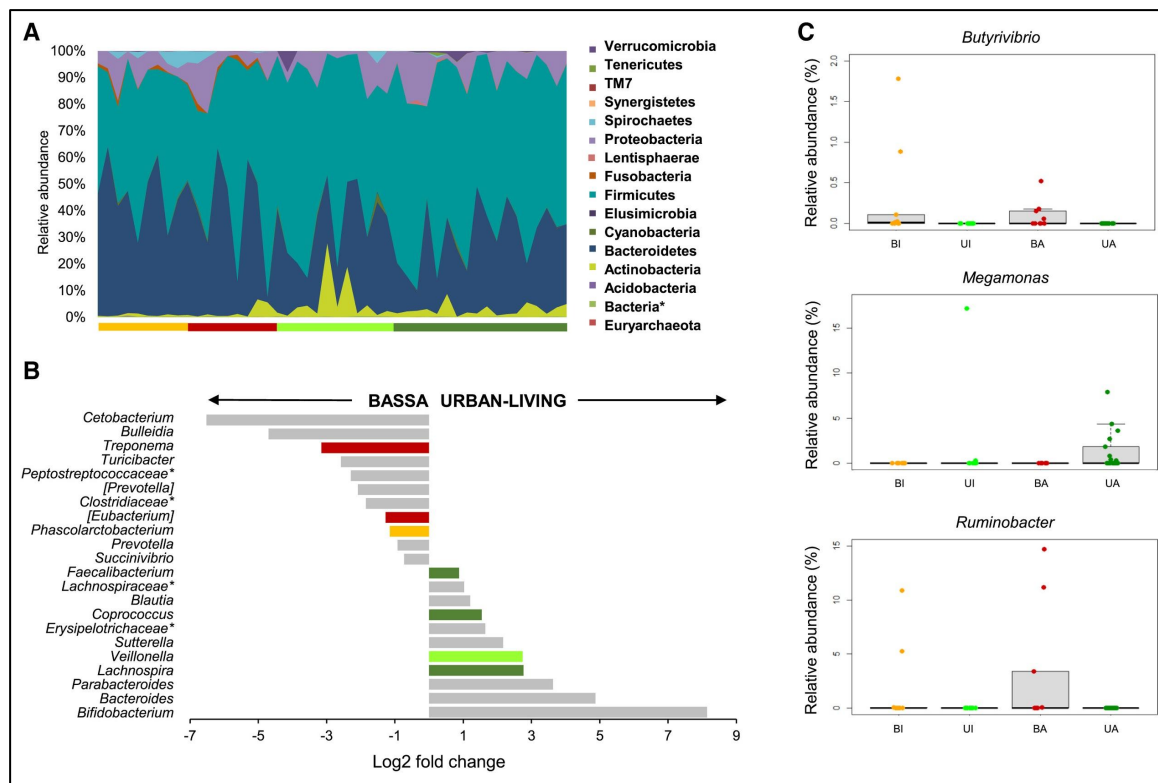 A
100%
90%
80%
70%
60%
50%
40%
30%
20%
10%
0%
Relative abundance
Verrucomicrobia
Tenericutes
TM7
Synergistetes
Spirochaetes
Proteobacteria
Lentisphaerae
Fusobacteria
Firmicutes
Elusimicrobia
Cyanobacteria
Bacteroidetes
Actinobacteria
Acidobacteria
Bacteria*
Euryarchaeota
B
BASSA URBAN-LIVING
Cetobacterium
Bulleidia
Treponema
Turicibacter
Peptostreptococcaceae*
[Prevotella]
Clostridiaceae*
[Eubacterium]
Phascolarctobacterium
Prevotella
Succinivibrio
Faecalibacterium
Lachnospiraceae*
Blautia
Coprococcus
Erysipelotrichaceae*
Sutterella
Veillonella
Lachnospira
Parabacteroides
Bacteroides
Bifidobacterium
-7 -5 -3 -1 1 3 5 7 9
Log2 fold change
C
Butyrivibrio
Relative abundance (%)
2.0
1.5
1.0
0.5
0.0
BI UI BA UA
Megamonas
Relative abundance (%)
15
10
5
0
BI UI BA UA
Ruminobacter
Relative abundance (%)
15
10
5
0
BI UI BA UA